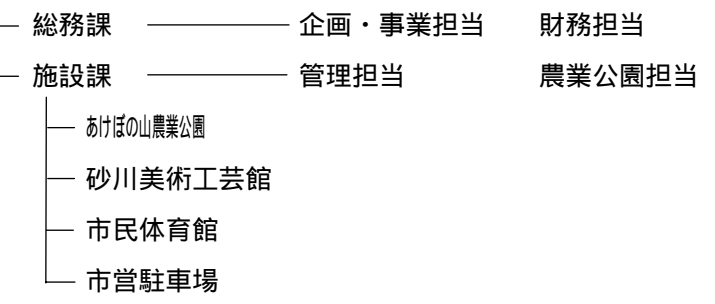 総務課 企画・事業担当 財務担当
施設課 管理担当 農業公園担当
あけぼの山農業公園
砂川美術工芸館
市民体育館
市営駐車場